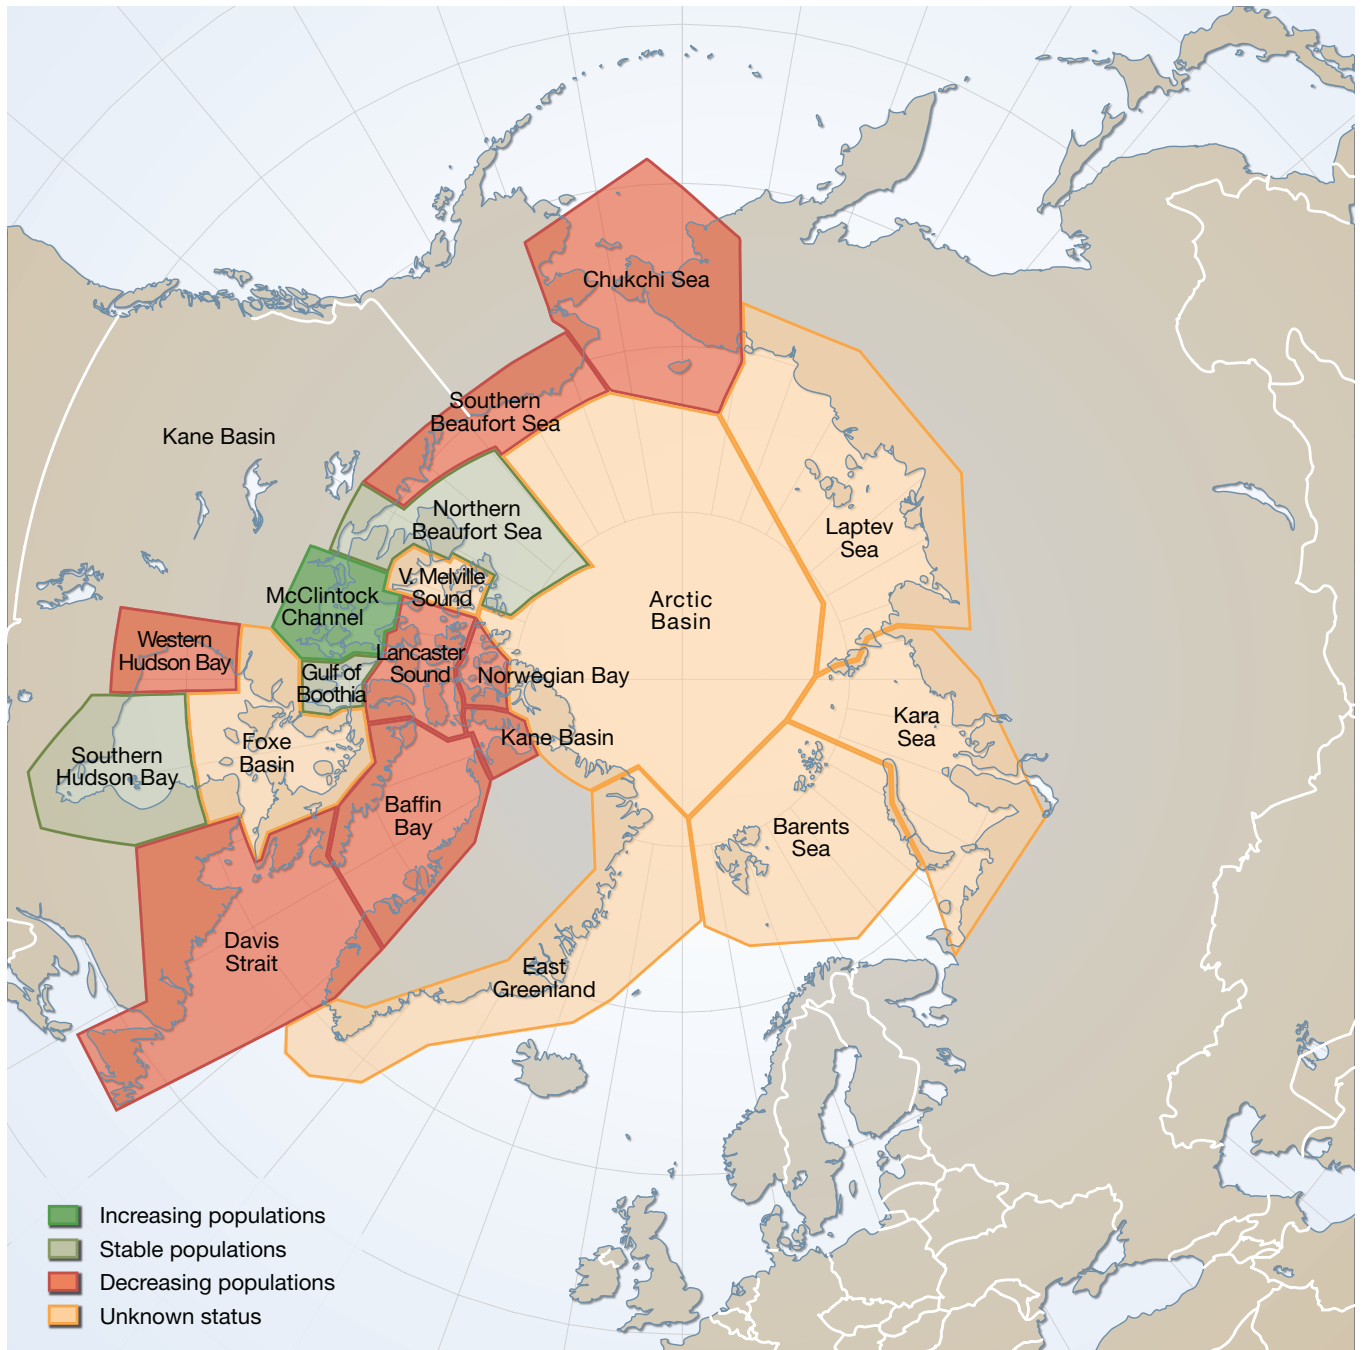 Chukchi Sea
Southern
Beaufort Sea
Kane Basin
Northern
Beaufort Sea
Laptev
Sea
V. Melville
Sound
McClintock
Channel
Arctic
Basin
Western
Hudson Bay
Lancaster
Sound
Gulf of
Boothia
Norwegian Bay
Kara
Sea
Kane Basin
Foxe
Basin
Southern
Hudson Bay
Baffin
Bay
Barents
Sea
Davis
Strait
East
Greenland
Increasing populations
Stable populations
Decreasing populations
Unknown status